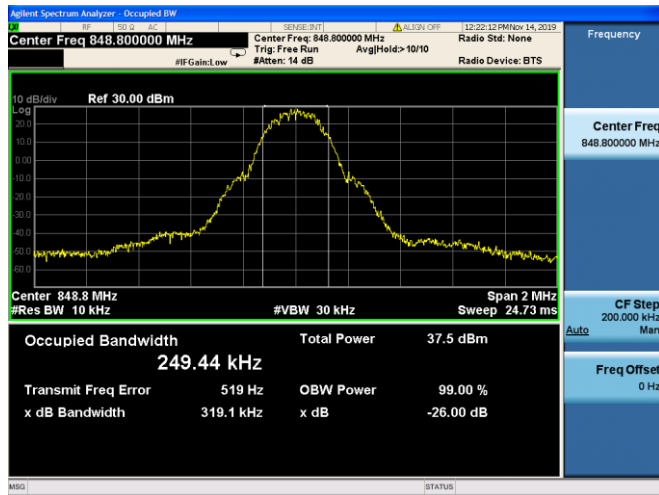 Agilent Spectrum Analyzer - Occupied BW
RF 50 Ω AC SENSE:INT ALIGN OFF 12:22:12 PM Nov 14, 2019
Center Freq 848.800000 MHz
Center Freq: 848.800000 MHz Radio Std: None
Trig: Free Run Avg|Hold:> 10/10
#IFGain:Low #Atten: 14 dB Radio Device: BTS
Frequency
10 dB/div Ref 30.00 dBm
Log
20.0
10.0
0.00
-10.0
-20.0
-30.0
-40.0
-50.0
-60.0
Center 848.8 MHz Span 2 MHz
#Res BW 10 kHz #VBW 30 kHz Sweep 24.73 ms
Center Freq
848.800000 MHz
CF Step
200.000 kHz
Auto Man
Freq Offset
0 Hz
Occupied Bandwidth Total Power 37.5 dBm
249.44 kHz
Transmit Freq Error 519 Hz OBW Power 99.00 %
x dB Bandwidth 319.1 kHz x dB -26.00 dB
MSG STATUS